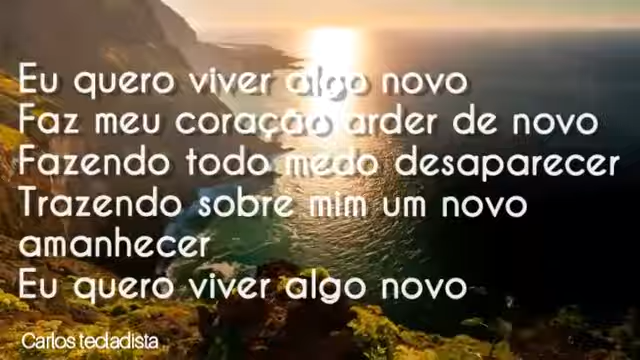 Eu quero viver algo novo
Faz meu coração arder de novo
Fazendo todo medo desaparecer
Trazendo sobre mim um novo
amanhecer
Eu quero viver algo novo
Carlos tecladista